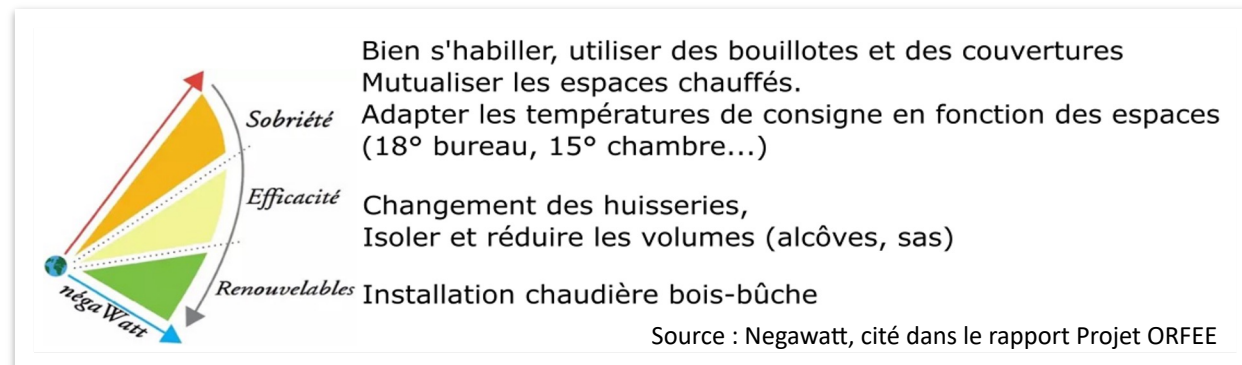 Bien s'habiller, utiliser des bouillotes et des couvertures
Mutualiser les espaces chauffés.
Sobriété
Adapter les températures de consigne en fonction des espaces
(18° bureau, 15° chambre...)
Efficacité
Changement des huisseries,
Isoler et réduire les volumes (alcôves, sas)
Renouvelables
Installation chaudière bois-bûche
négaWatt
Source : Negawatt, cité dans le rapport Projet ORFEE